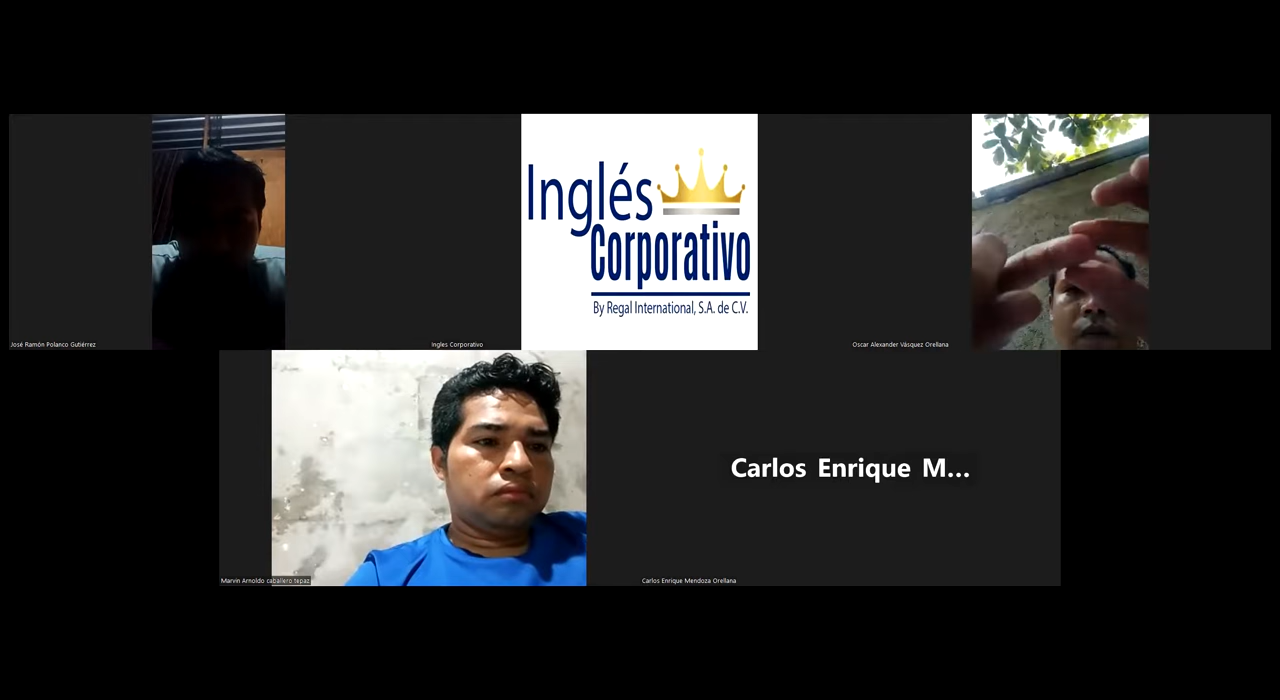 Inglés
Corporativo
By Regal International, S.A. de C.V.
José Ramón Polanco Gutiérrez
Ingles Corporativo
Oscar Alexander Vásquez Orellana
Carlos Enrique M...
Marvin Arnoldo caballero tepaz
Carlos Enrique Mendoza Orellana